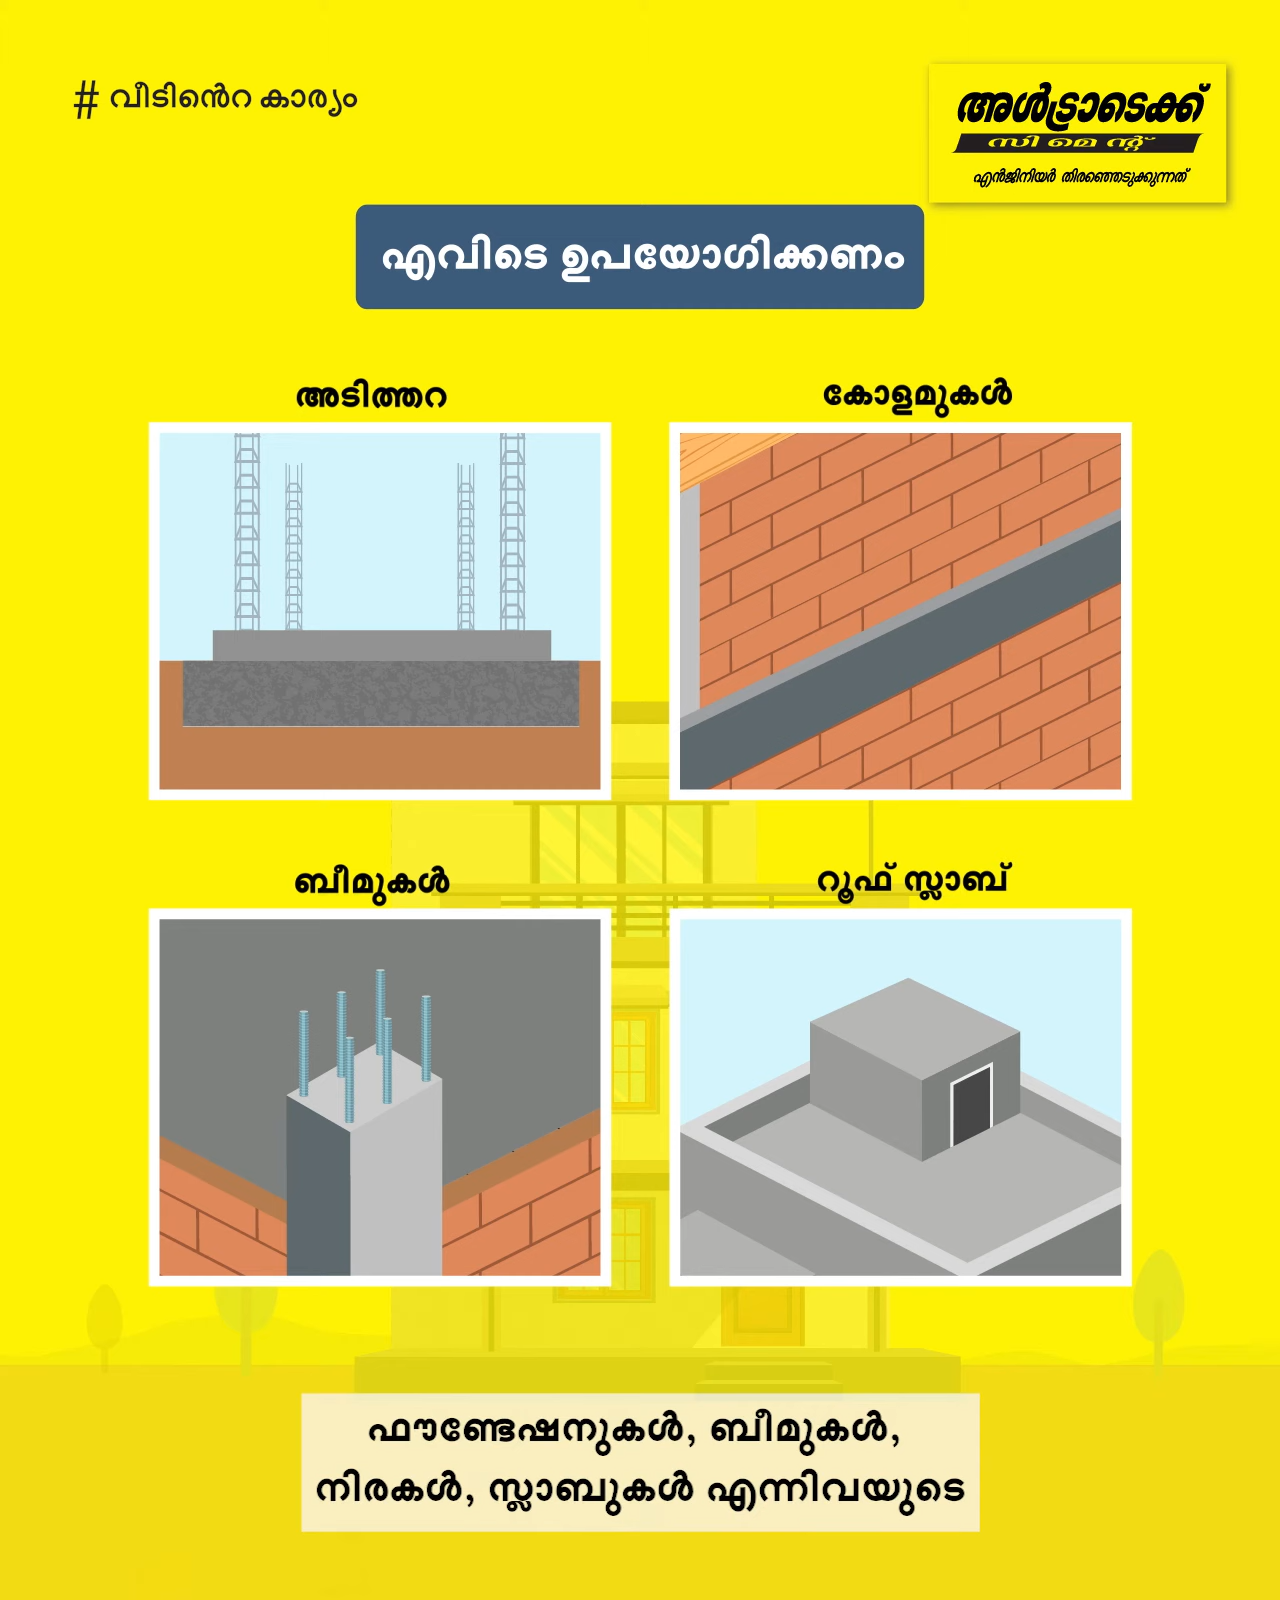 # വീടിൻെറ കാര്യം
അൾട്രാടെക്ക്
സിമെന്റ്
എൻജിനിയർ തിരഞ്ഞെടുക്കുന്നത്
എവിടെ ഉപയോഗിക്കണം
അടിത്തറ
കോളമുകൾ
ബീമുകൾ
റൂഫ് സ്ലാബ്
ഫൗണ്ടേഷനുകൾ, ബീമുകൾ,
നിരകൾ, സ്ലാബുകൾ എന്നിവയുടെ